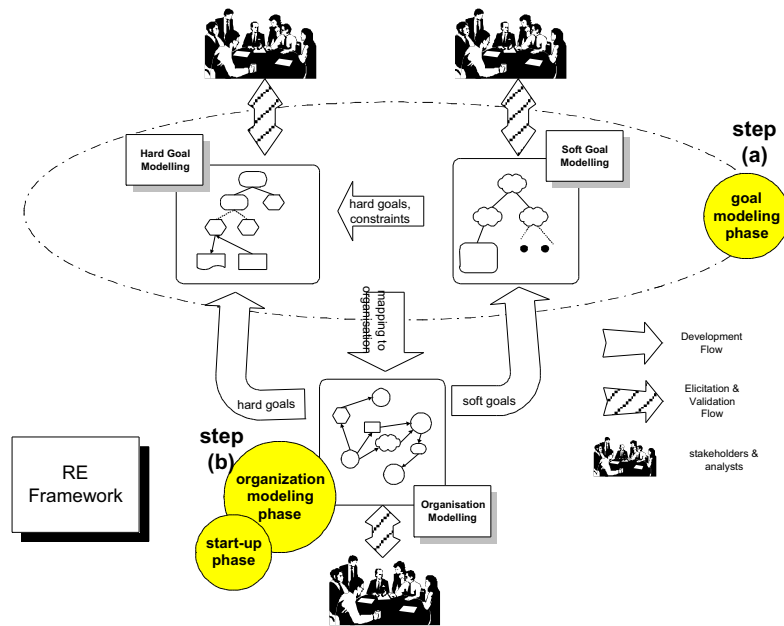 Hard Goal
Modelling
Soft Goal
Modelling
step
(a)
goal
modeling
phase
hard goals,
constraints
mapping to
organisation
hard goals
soft goals
Development
Flow
Elicitation &
Validation
Flow
stakeholders &
analysts
step
(b)
organization
modeling
phase
start-up
phase
Organisation
Modelling
RE
Framework